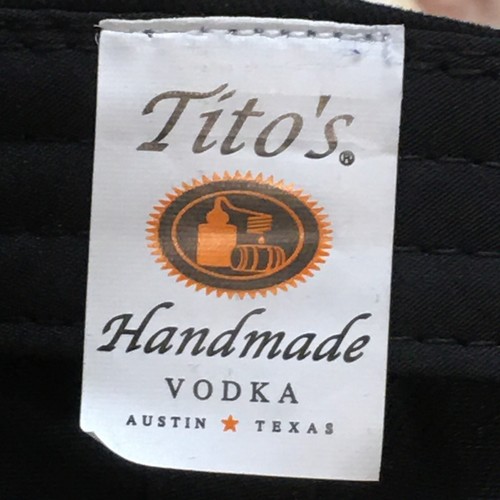 Tito's®
Handmade
VODKA
AUSTIN ★ TEXAS